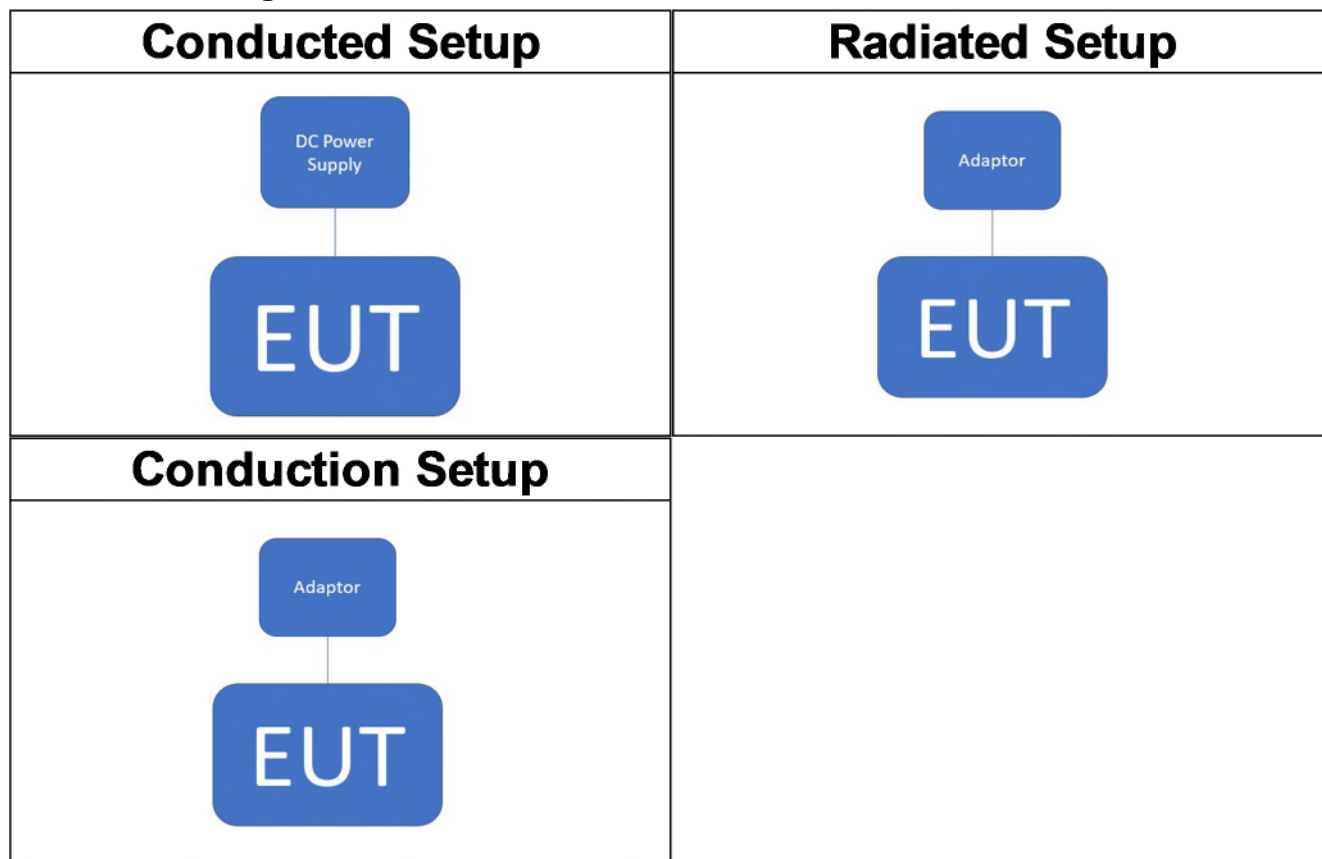 Conducted Setup
Radiated Setup
DC Power
Supply
Adaptor
EUT
EUT
Conduction Setup
Adaptor
EUT